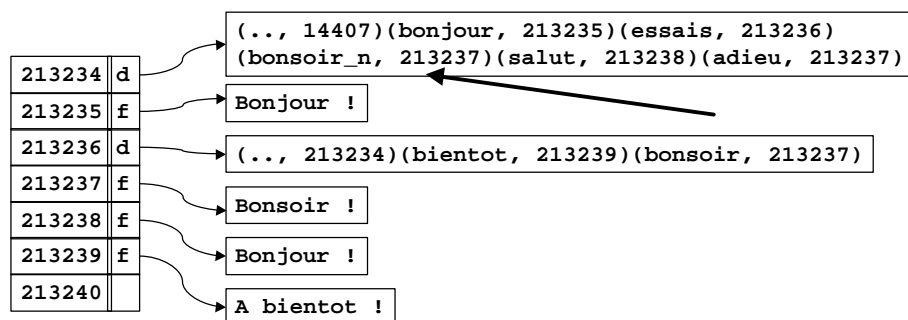 (.., 14407)(bonjour, 213235)(essais, 213236)
(bonsoir_n, 213237)(salut, 213238)(adieu, 213237)
213234 d
213235 f
Bonjour !
213236 d
(.., 213234)(bientot, 213239)(bonsoir, 213237)
213237 f
Bonsoir !
213238 f
Bonjour !
213239 f
213240
A bientot !